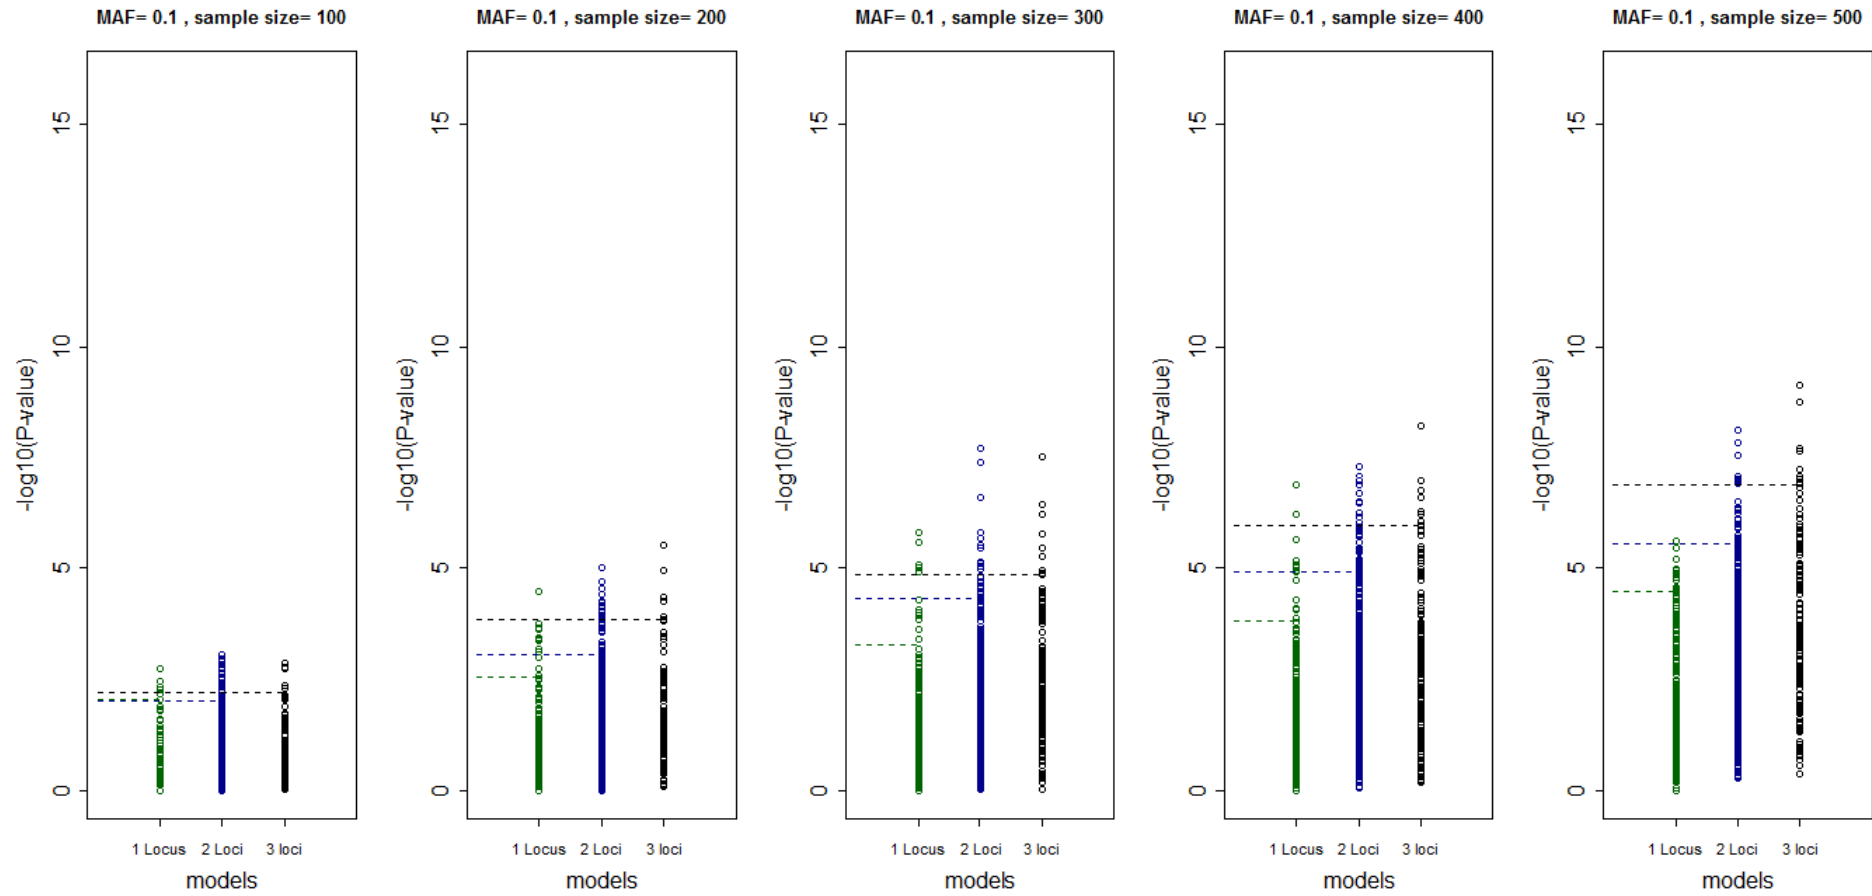 MAF= 0.1 , sample size= 100
-log10(P-value)
15
10
5
0
1 Locus 2 Loci 3 loci
models
MAF= 0.1 , sample size= 200
-log10(P-value)
15
10
5
0
1 Locus 2 Loci 3 loci
models
MAF= 0.1 , sample size= 300
-log10(P-value)
15
10
5
0
1 Locus 2 Loci 3 loci
models
MAF= 0.1 , sample size= 400
-log10(P-value)
15
10
5
0
1 Locus 2 Loci 3 loci
models
MAF= 0.1 , sample size= 500
-log10(P-value)
15
10
5
0
1 Locus 2 Loci 3 loci
models